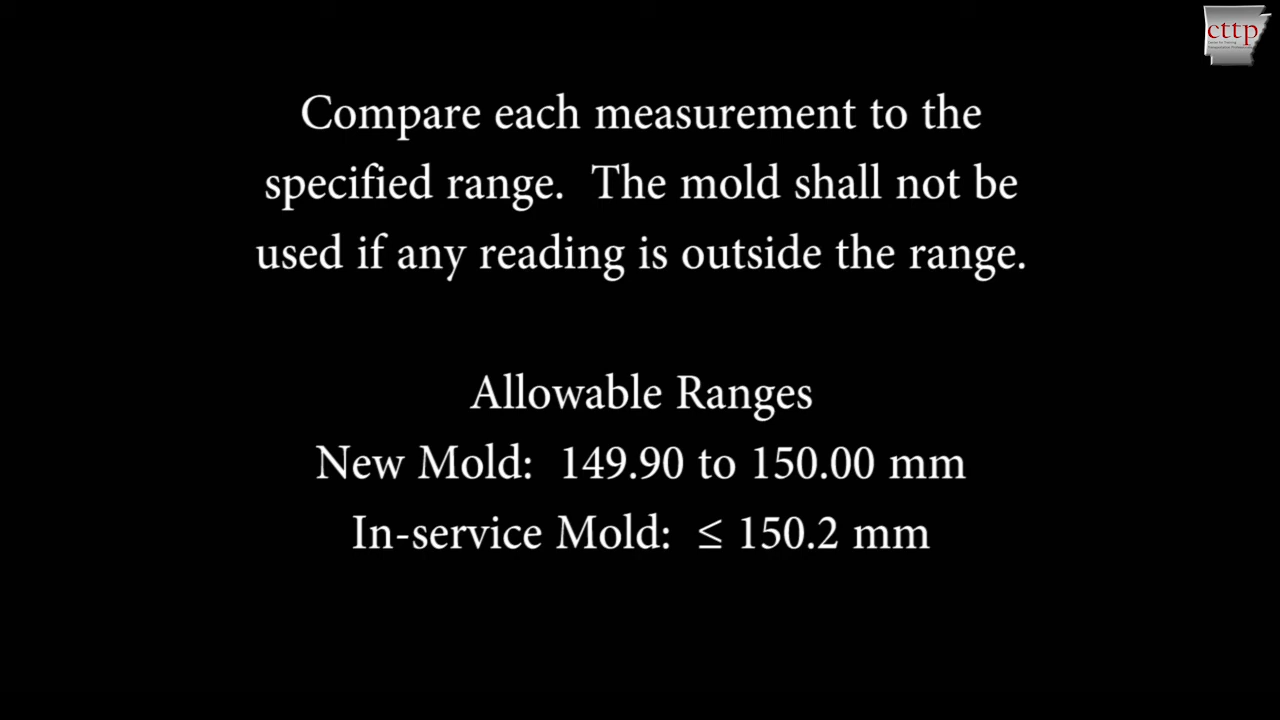 cttp
Compare each measurement to the
specified range.  The mold shall not be
used if any reading is outside the range.
Allowable Ranges
New Mold:  149.90 to 150.00 mm
In-service Mold:  ≤ 150.2 mm